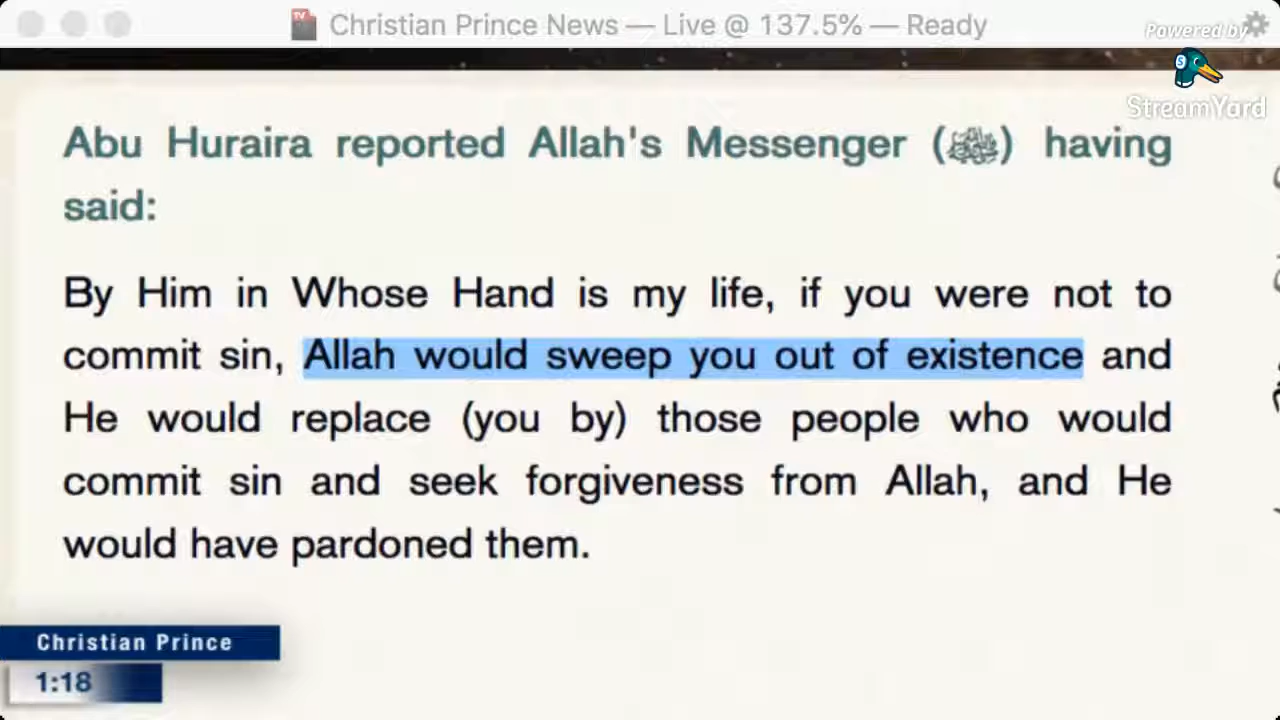 Christian Prince News — Live @ 137.5% — Ready
Powered by
StreamYard
Abu Huraira reported Allah's Messenger (ﷺ) having
said:
By Him in Whose Hand is my life, if you were not to
commit sin, Allah would sweep you out of existence and
He would replace (you by) those people who would
commit sin and seek forgiveness from Allah, and He
would have pardoned them.
Christian Prince
1:18